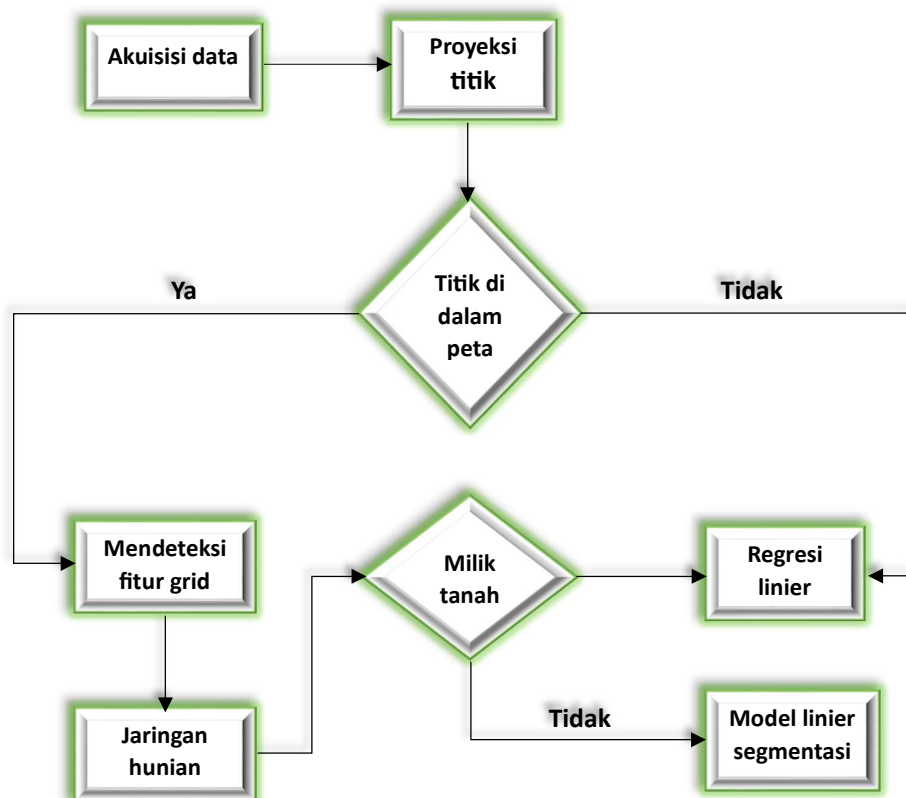 Akuisisi data
Proyeksi
titik
Titik di
dalam
peta
Ya
Tidak
Mendeteksi
fitur grid
Milik
tanah
Regresi
linier
Jaringan
hunian
Tidak
Model linier
segmentasi